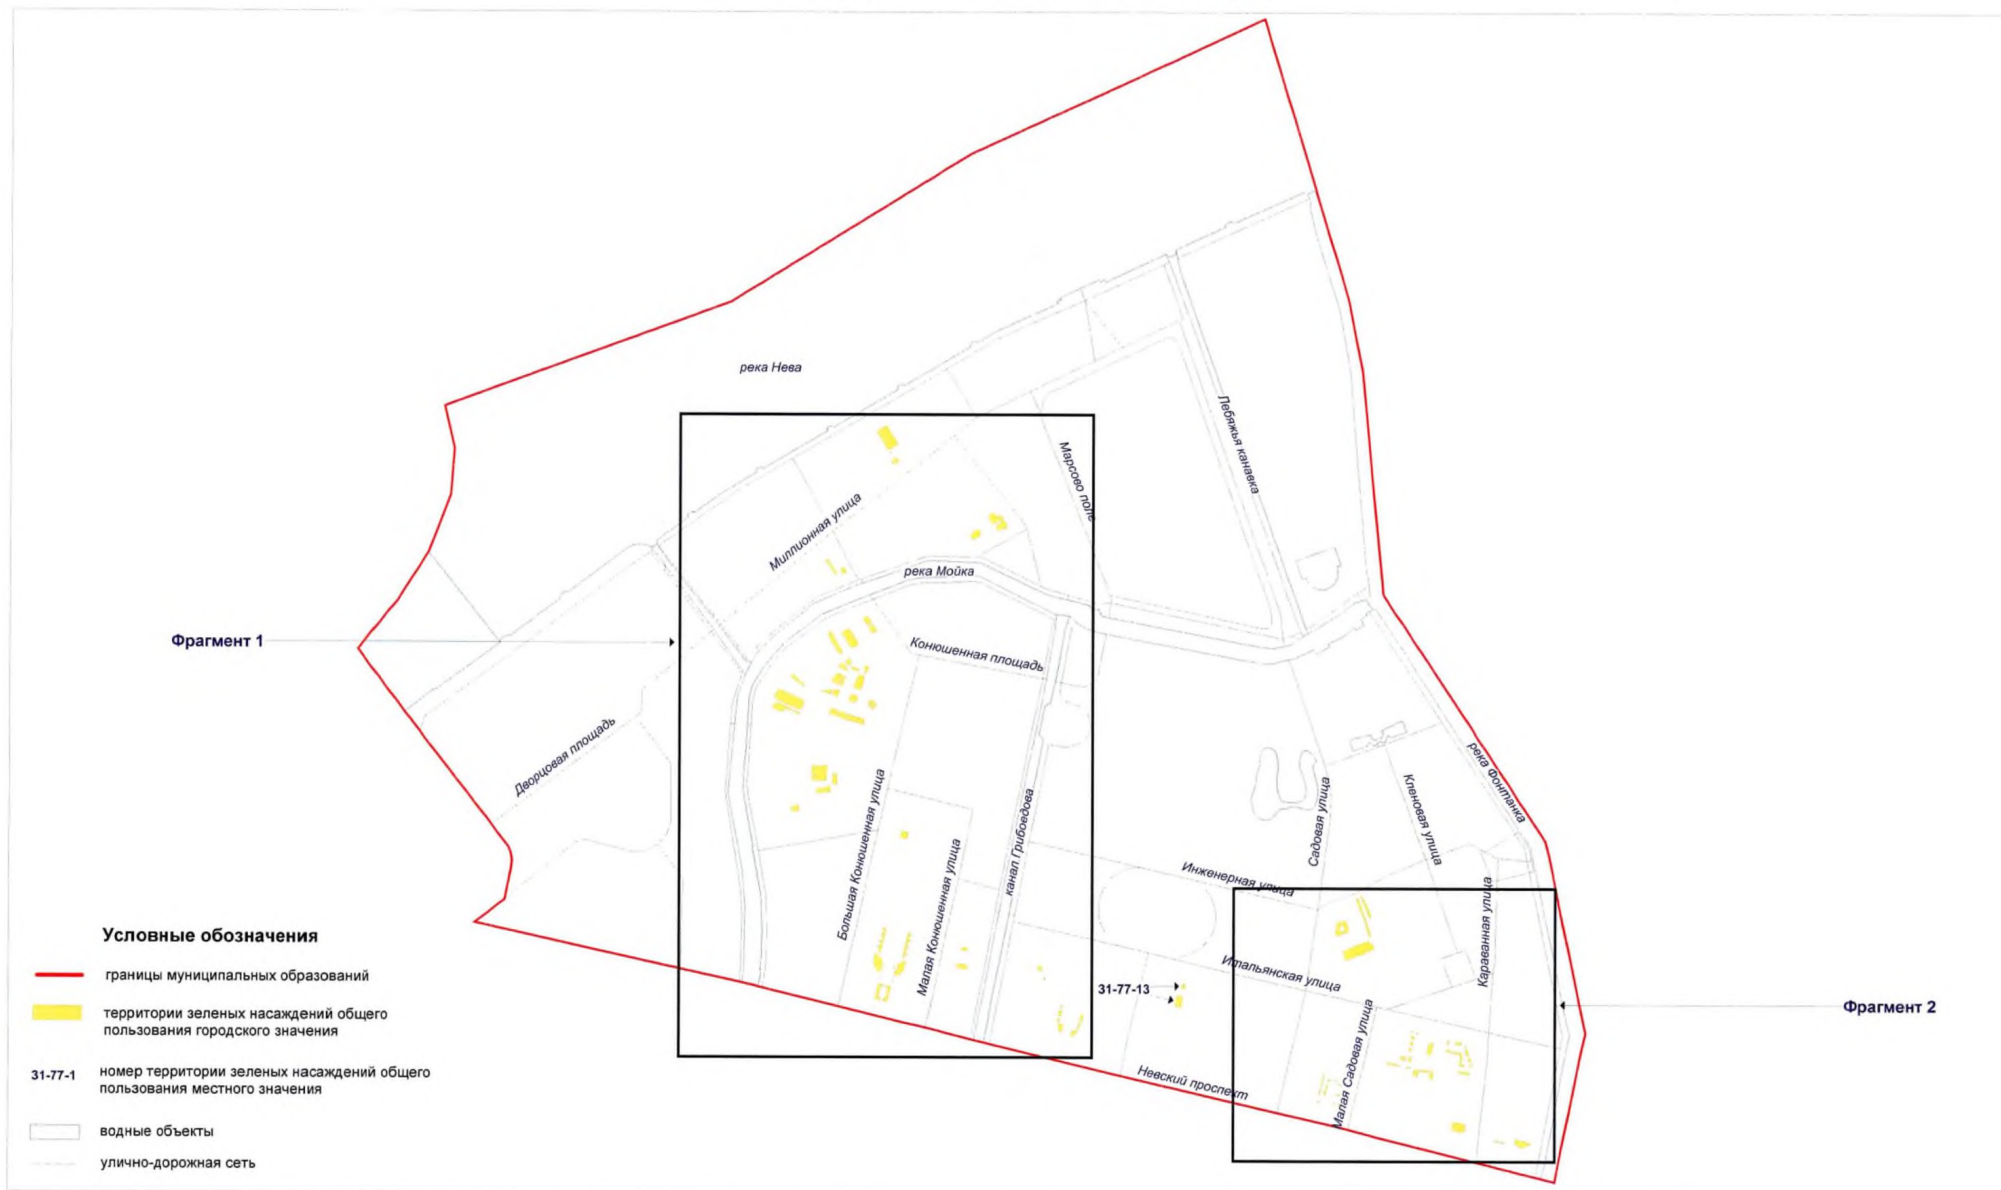 река Нева
Лебяжья канавка
Марсово поле
Миллионная улица
река Мойка
Фрагмент 1
Конюшенная площадь
Дворцовая площадь
река Фонтанка
Кленовая улица
Садовая улица
Большая Конюшенная улица
канал Грибоедова
Малая Конюшенная улица
Инженерная улица
Караванная улица
Итальянская улица
31-77-13
Фрагмент 2
Малая Садовая улица
Невский проспект
Условные обозначения
границы муниципальных образований
территории зеленых насаждений общего
пользования городского значения
31-77-1
номер территории зеленых насаждений общего
пользования местного значения
водные объекты
улично-дорожная сеть